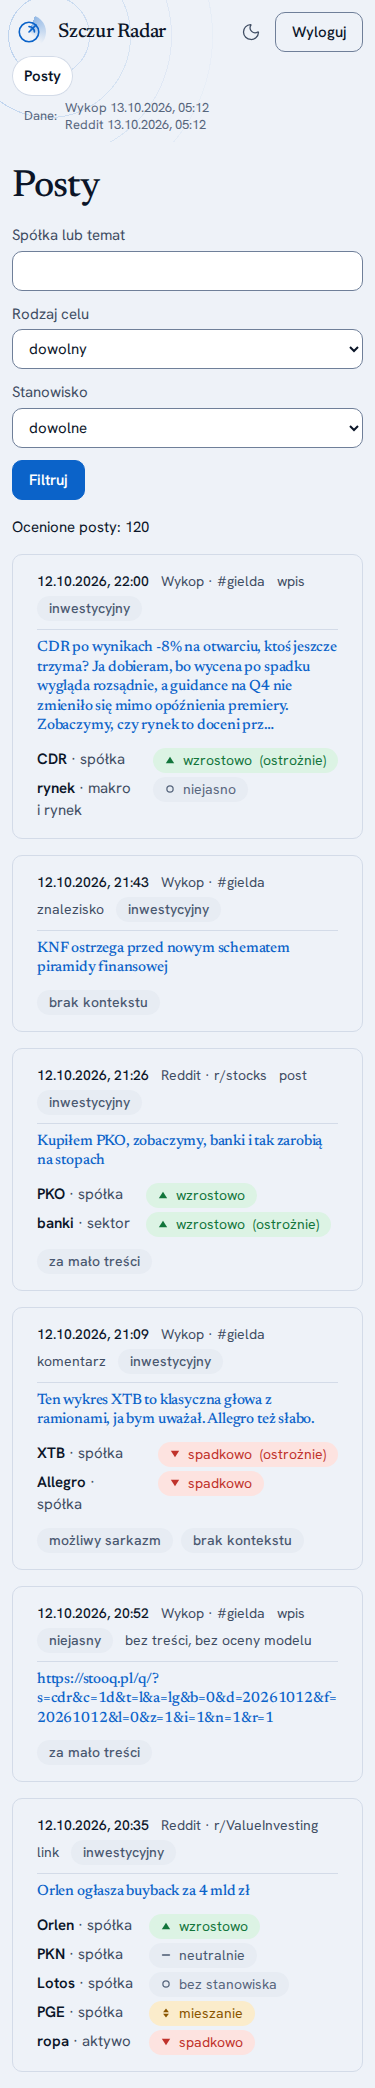 Szczur Radar
Wyloguj
Posty
Dane: Wykop 13.10.2026, 05:12
Reddit 13.10.2026, 05:12
Posty
Spółka lub temat
Rodzaj celu
dowolny
Stanowisko
dowolne
Filtruj
Ocenione posty: 120
12.10.2026, 22:00 Wykop · #gielda wpis
inwestycyjny
CDR po wynikach -8% na otwarciu, ktoś jeszcze
trzyma? Ja dobieram, bo wycena po spadku
wygląda rozsądnie, a guidance na Q4 nie
zmieniło się mimo opóźnienia premiery.
Zobaczymy, czy rynek to doceni prz…
CDR · spółka ▲ wzrostowo (ostrożnie)
rynek · makro niejasno
i rynek
12.10.2026, 21:43 Wykop · #gielda
znalezisko inwestycyjny
KNF ostrzega przed nowym schematem
piramidy finansowej
brak kontekstu
12.10.2026, 21:26 Reddit · r/stocks post
inwestycyjny
Kupiłem PKO, zobaczymy, banki i tak zarobią
na stopach
PKO · spółka ▲ wzrostowo
banki · sektor ▲ wzrostowo (ostrożnie)
za mało treści
12.10.2026, 21:09 Wykop · #gielda
komentarz inwestycyjny
Ten wykres XTB to klasyczna głowa z
ramionami, ja bym uważał. Allegro też słabo.
XTB · spółka ▼ spadkowo (ostrożnie)
Allegro · ▼ spadkowo
spółka
możliwy sarkazm brak kontekstu
12.10.2026, 20:52 Wykop · #gielda wpis
niejasny bez treści, bez oceny modelu
https://stooq.pl/q/?
s=cdr&c=1d&t=l&a=lg&b=0&d=20261012&f=
20261012&l=0&z=1&i=1&n=1&r=1
za mało treści
12.10.2026, 20:35 Reddit · r/ValueInvesting
link inwestycyjny
Orlen ogłasza buyback za 4 mld zł
Orlen · spółka ▲ wzrostowo
PKN · spółka neutralnie
Lotos · spółka bez stanowiska
PGE · spółka mieszanie
ropa · aktywo ▼ spadkowo